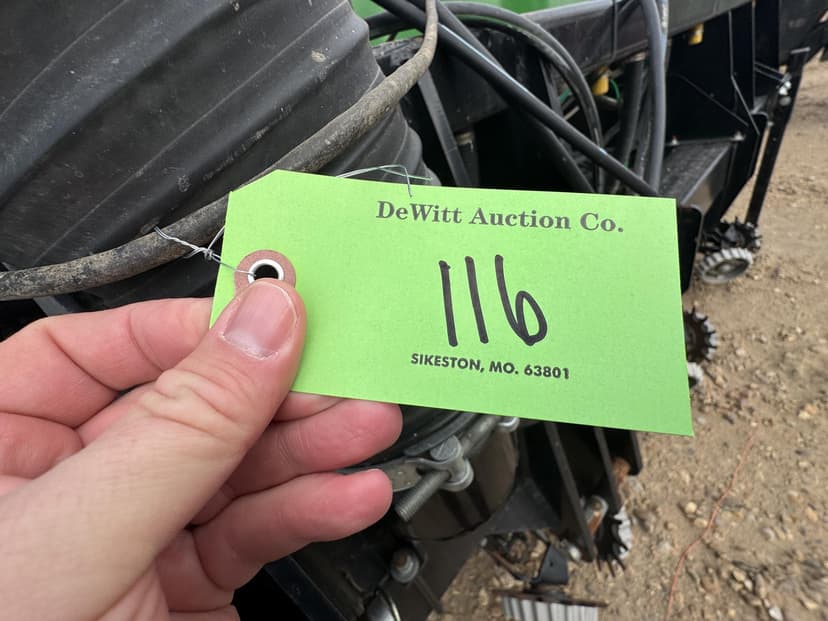 DeWitt Auction Co.
116
SIKESTON, MO. 63801